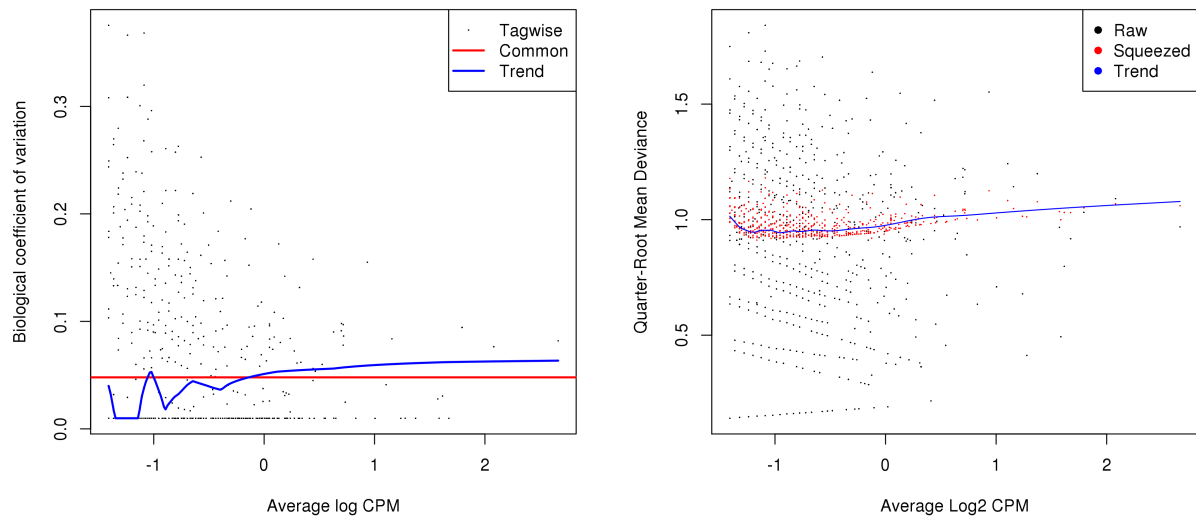 Biological coefficient of variation
0.3
0.2
0.1
0.0
-1
0
1
2
Average log CPM
Tagwise
Common
Trend
Quarter-Root Mean Deviance
1.5
1.0
0.5
-1
0
1
2
Average Log2 CPM
Raw
Squeezed
Trend